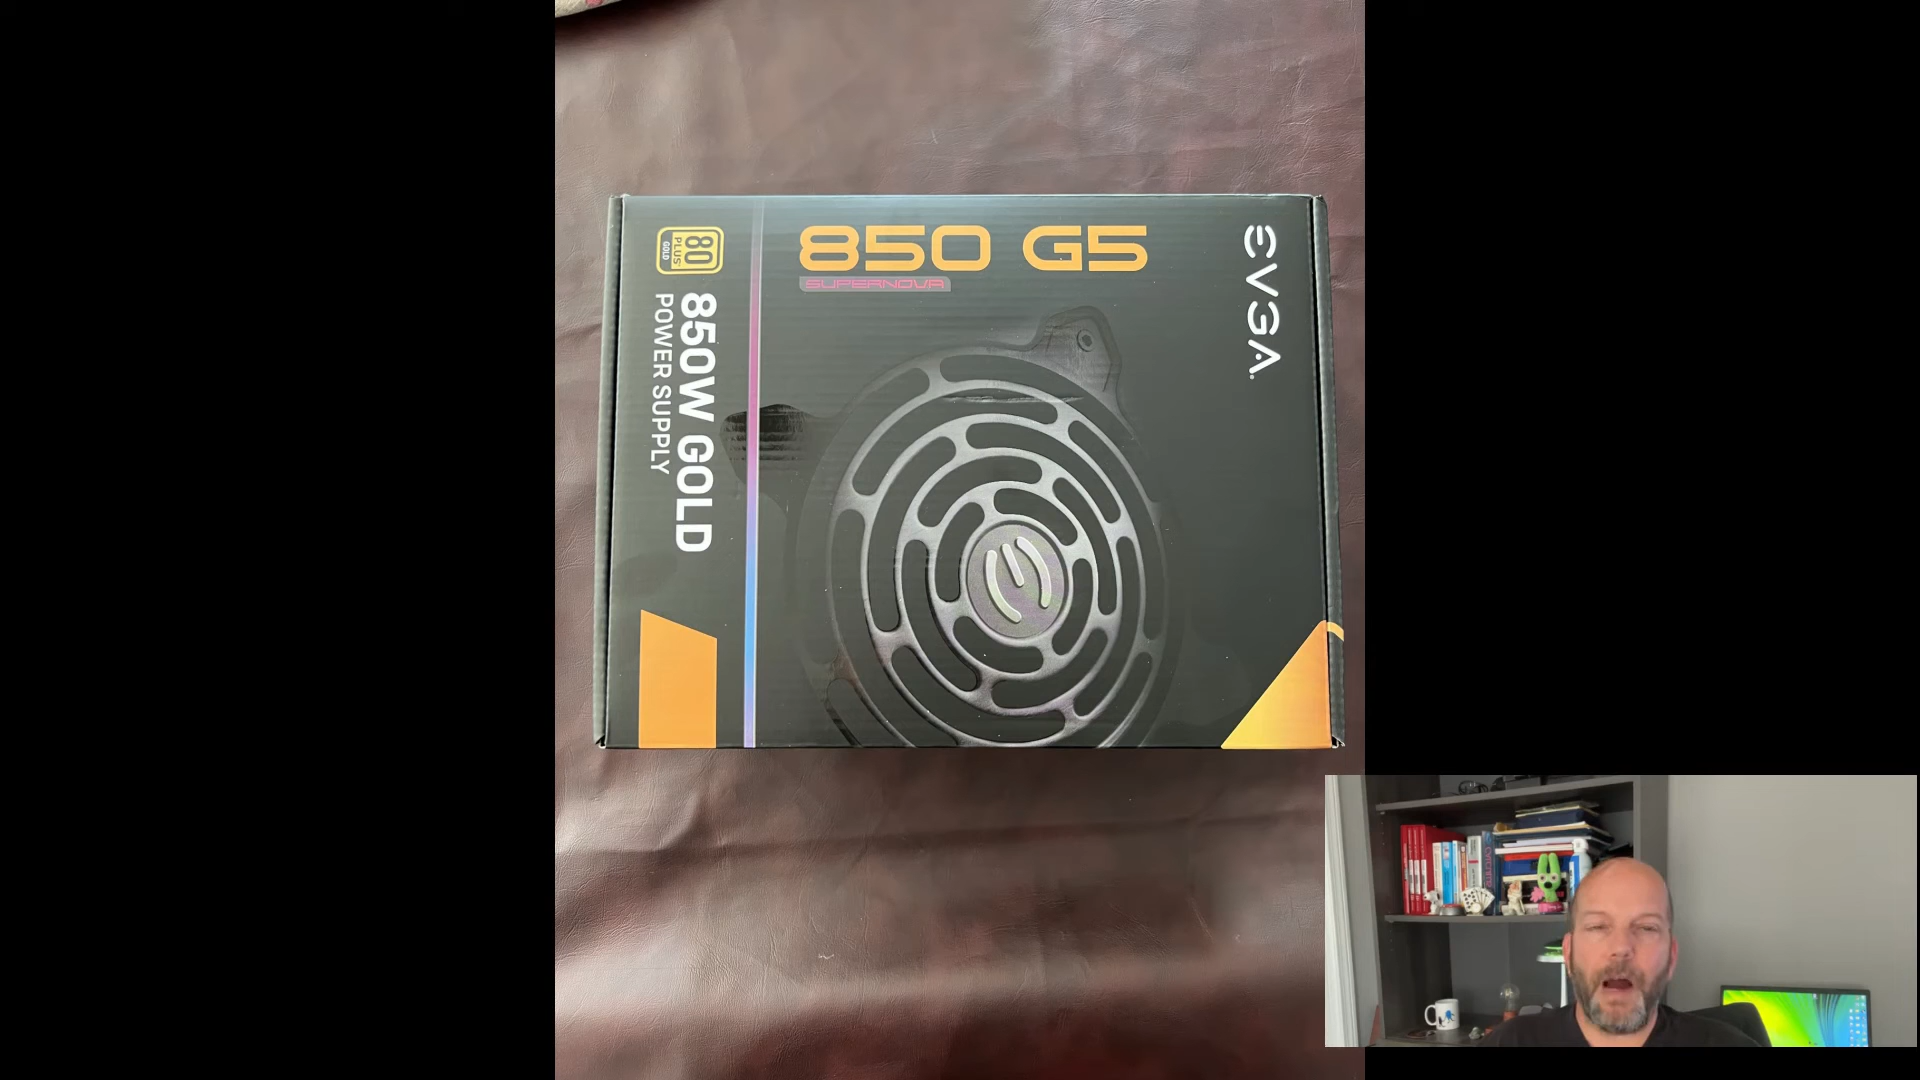 850 G5
SUPERNOVA
EVGA
80
PLUS
GOLD
850W GOLD
POWER SUPPLY